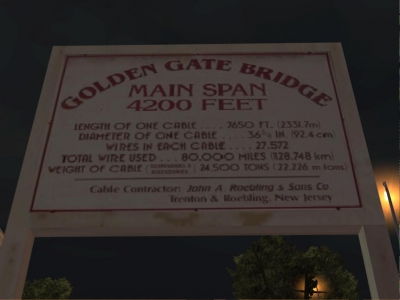 GOLDEN GATE BRIDGE
MAIN SPAN
4200 FEET
LENGTH OF ONE CABLE .... 7650 FT. (2331.7m)
DIAMETER OF ONE CABLE .... 36⅜ IN. (92.4 cm)
WIRES IN EACH CABLE .... 27,572
TOTAL WIRE USED ... 80,000 MILES (128,748 km)
WEIGHT OF CABLE (SUSPENDERS & ACCESSORIES) 24,500 TONS (22,226 m tons)
Cable Contractor: John A. Roebling & Sons Co
Trenton & Roebling, New Jersey